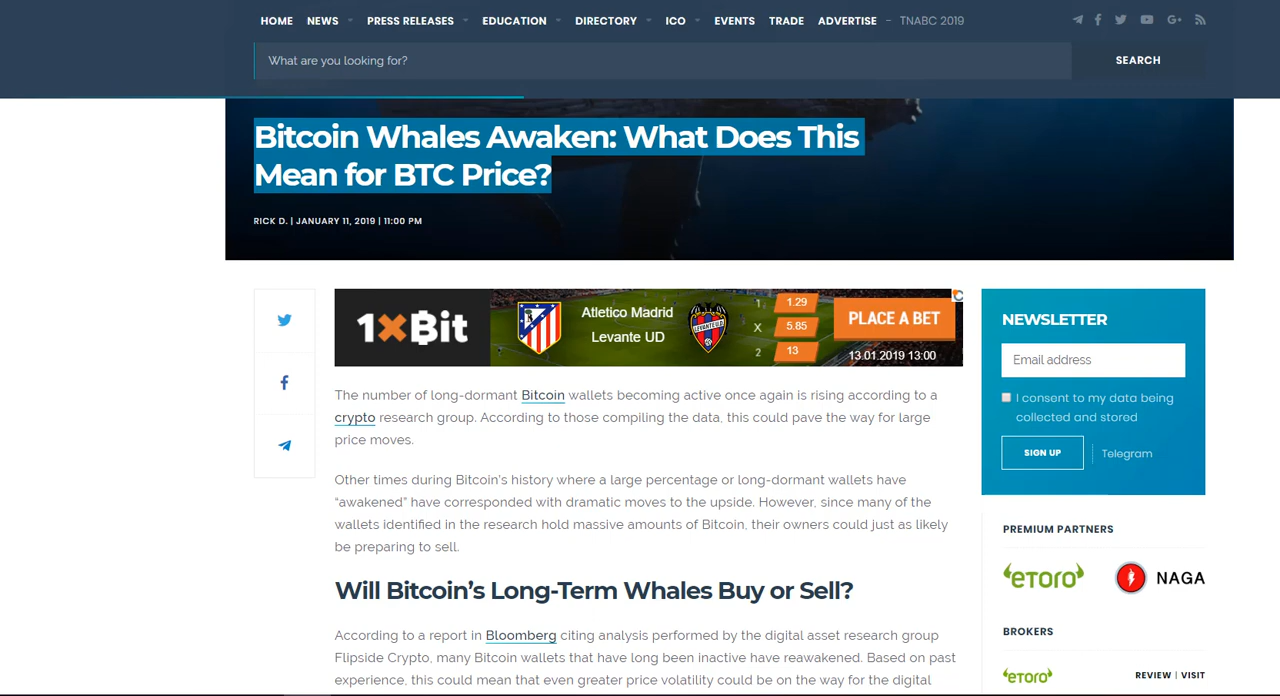 HOME NEWS PRESS RELEASES EDUCATION DIRECTORY ICO EVENTS TRADE ADVERTISE – TNABC 2019
What are you looking for?
SEARCH
Bitcoin Whales Awaken: What Does This
Mean for BTC Price?
RICK D. | JANUARY 11, 2019 | 11:00 PM
1XBit
Atletico Madrid
Levante UD
1 1.29
X 5.85
2 13
PLACE A BET
13.01.2019 13:00
The number of long-dormant Bitcoin wallets becoming active once again is rising according to a
crypto research group. According to those compiling the data, this could pave the way for large
price moves.
Other times during Bitcoin’s history where a large percentage or long-dormant wallets have
“awakened” have corresponded with dramatic moves to the upside. However, since many of the
wallets identified in the research hold massive amounts of Bitcoin, their owners could just as likely
be preparing to sell.
Will Bitcoin’s Long-Term Whales Buy or Sell?
According to a report in Bloomberg citing analysis performed by the digital asset research group
Flipside Crypto, many Bitcoin wallets that have long been inactive have reawakened. Based on past
experience, this could mean that even greater price volatility could be on the way for the digital
NEWSLETTER
Email address
I consent to my data being
collected and stored
SIGN UP | Telegram
PREMIUM PARTNERS
eToro NAGA
BROKERS
eToro REVIEW | VISIT